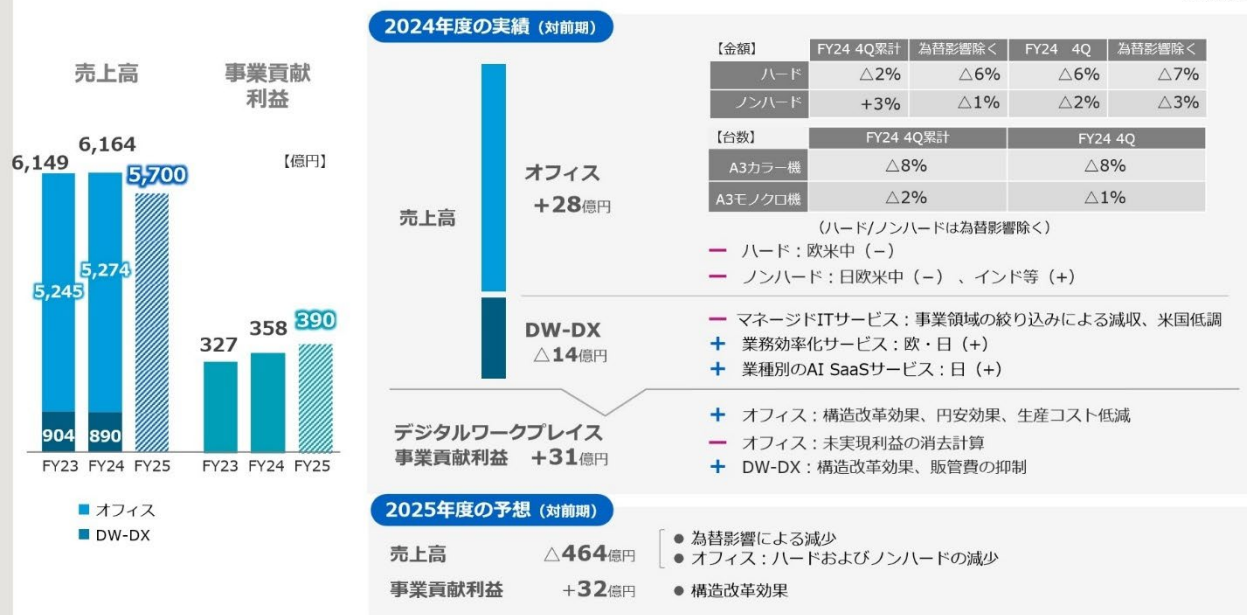 売上高
事業貢献
利益
【億円】
6,149
6,164
5,700
5,245
5,274
904
890
FY23 FY24 FY25
327
358
390
FY23 FY24 FY25
■ オフィス
■ DW-DX
2024年度の実績（対前期）
売上高
オフィス
+28億円
DW-DX
△14億円
【金額】 FY24 4Q累計 為替影響除く FY24 4Q 為替影響除く
ハード △2% △6% △6% △7%
ノンハード +3% △1% △2% △3%
【台数】 FY24 4Q累計 FY24 4Q
A3カラー機 △8% △8%
A3モノクロ機 △2% △1%
（ハード/ノンハードは為替影響除く）
ー ハード：欧米中（－）
ー ノンハード：日欧米中（－）、インド等（+）
ー マネージドITサービス：事業領域の絞り込みによる減収、米国低調
+ 業務効率化サービス：欧・日（+）
+ 業種別のAI SaaSサービス：日（+）
デジタルワークプレイス
事業貢献利益 +31億円
+ オフィス：構造改革効果、円安効果、生産コスト低減
ー オフィス：未実現利益の消去計算
+ DW-DX：構造改革効果、販管費の抑制
2025年度の予想（対前期）
売上高 △464億円
● 為替影響による減少
● オフィス：ハードおよびノンハードの減少
事業貢献利益 +32億円 ● 構造改革効果